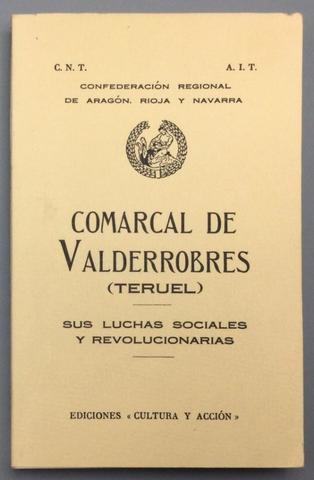 C. N. T. A. I. T.
CONFEDERACIÓN REGIONAL
DE ARAGÓN, RIOJA Y NAVARRA
COMARCAL DE
VALDERROBRES
(TERUEL)
SUS LUCHAS SOCIALES
Y REVOLUCIONARIAS
EDICIONES « CULTURA Y ACCIÓN »